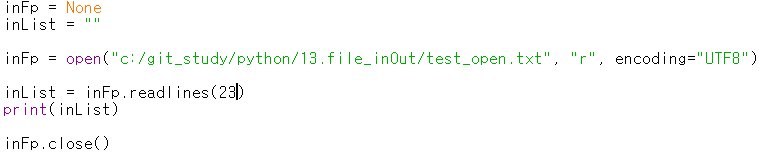 inFp = None
inList = ""
inFp = open("c:/git_study/python/13.file_inOut/test_open.txt", "r", encoding="UTF8")
inList = inFp.readlines(23)
print(inList)
inFp.close()